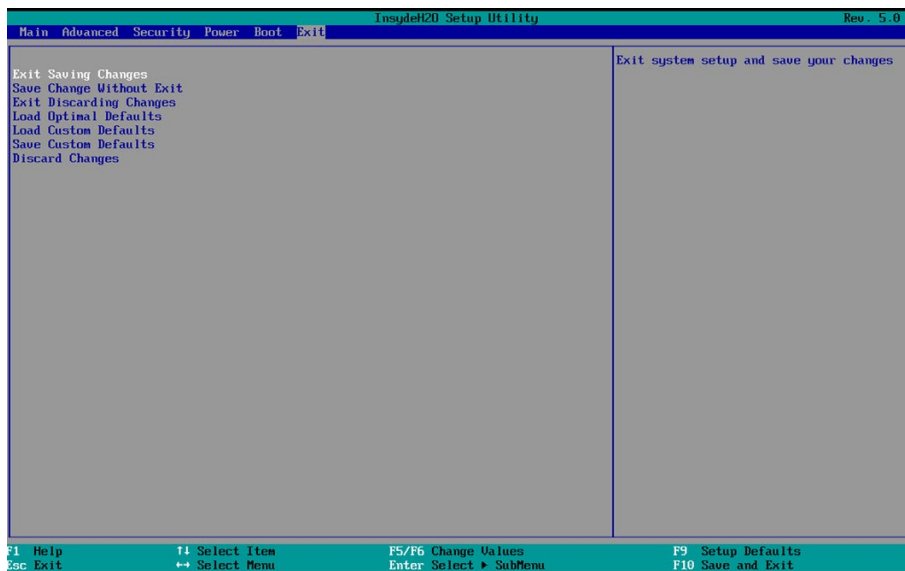 InsydeH20 Setup Utility Rev. 5.0
Main Advanced Security Power Boot Exit
Exit Saving Changes
Save Change Without Exit
Exit Discarding Changes
Load Optimal Defaults
Load Custom Defaults
Save Custom Defaults
Discard Changes
Exit system setup and save your changes
F1 Help ↑↓ Select Item F5/F6 Change Values F9 Setup Defaults
Esc Exit ↔ Select Menu Enter Select ▶ SubMenu F10 Save and Exit